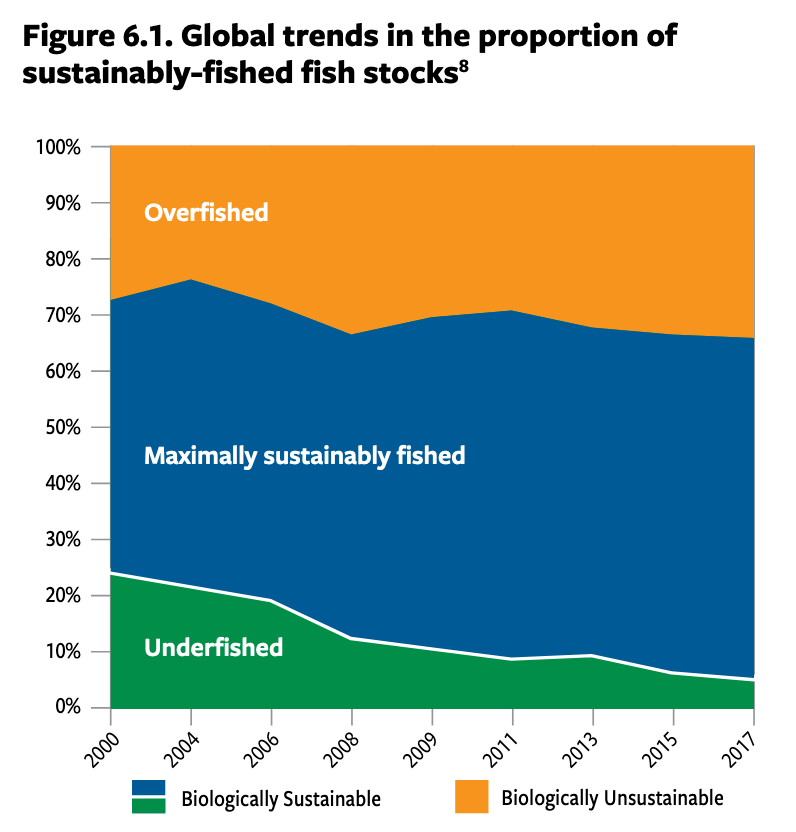 Figure 6.1. Global trends in the proportion of
sustainably-fished fish stocks⁸
100%
90%
80%
70%
60%
50%
40%
30%
20%
10%
0%
Overfished
Maximally sustainably fished
Underfished
2000
2004
2006
2008
2009
2011
2013
2015
2017
Biologically Sustainable
Biologically Unsustainable